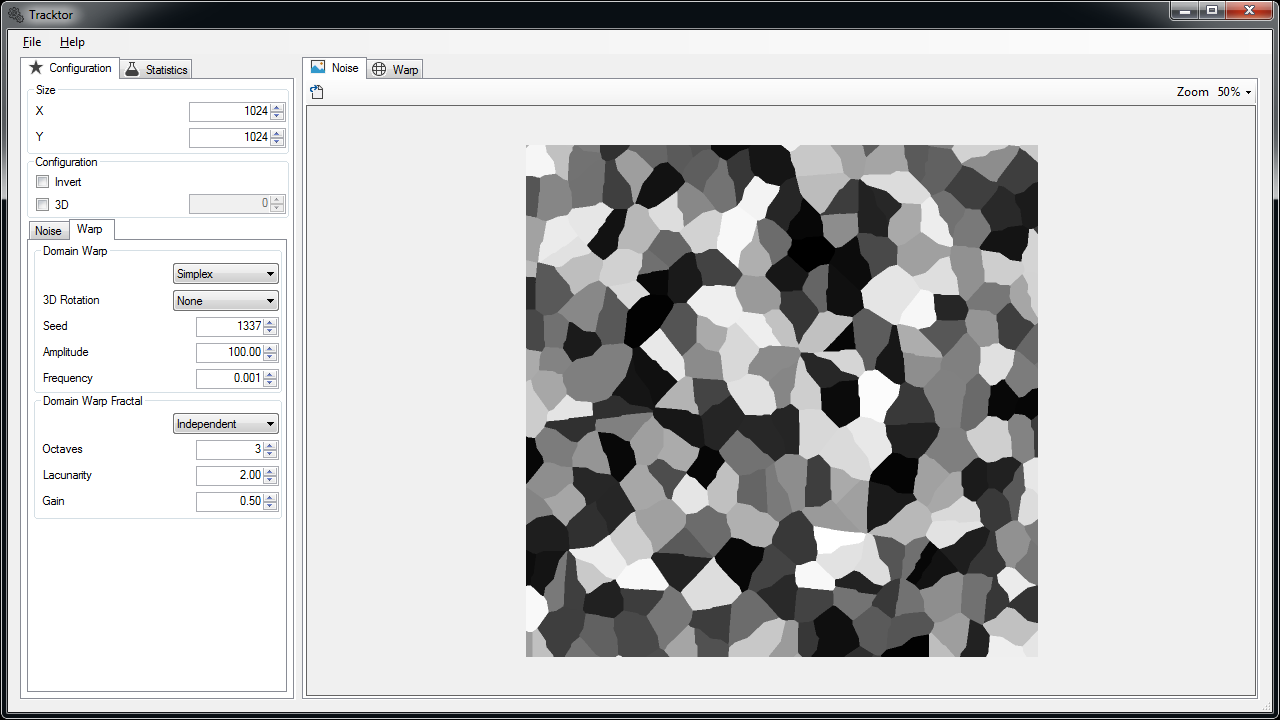 Tracktor
File Help
Configuration Statistics
Noise Warp
Zoom 50%
Size
X 1024
Y 1024
Configuration
Invert
3D 0
Noise Warp
Domain Warp
Simplex
3D Rotation None
Seed 1337
Amplitude 100.00
Frequency 0.001
Domain Warp Fractal
Independent
Octaves 3
Lacunarity 2.00
Gain 0.50